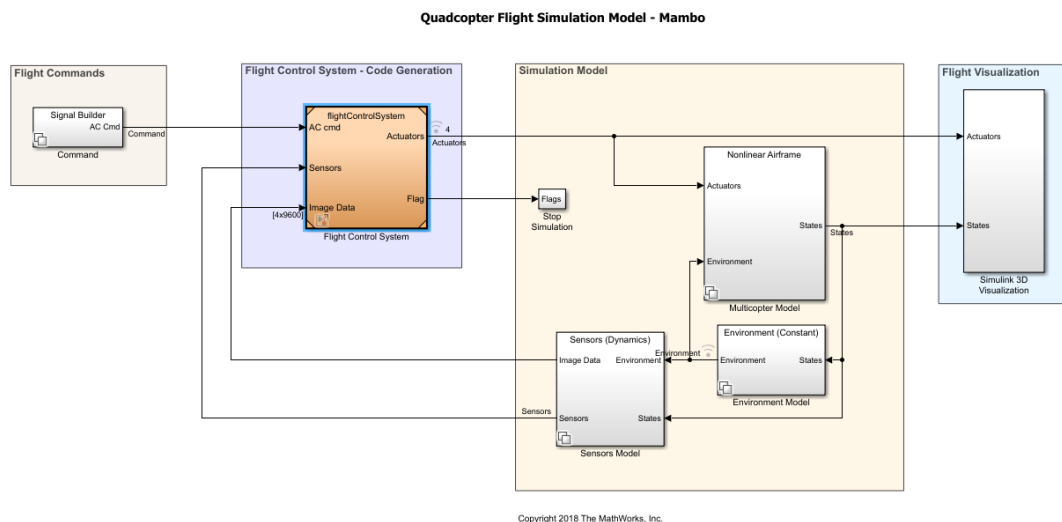 Quadcopter Flight Simulation Model - Mambo
Flight Commands
Signal Builder
AC Cmd
Command
Command
Flight Control System - Code Generation
flightControlSystem
AC cmd
Actuators
4
Actuators
Sensors
Image Data
[4x9600]
Flag
Flight Control System
Simulation Model
Flags
Stop
Simulation
Nonlinear Airframe
Actuators
States
States
Environment
Multicopter Model
Sensors (Dynamics)
Image Data
Environment
Environment
Sensors
Sensors
States
Sensors Model
Environment (Constant)
Environment
States
Environment Model
Flight Visualization
Actuators
States
Simulink 3D
Visualization
Copyright 2018 The MathWorks, Inc.